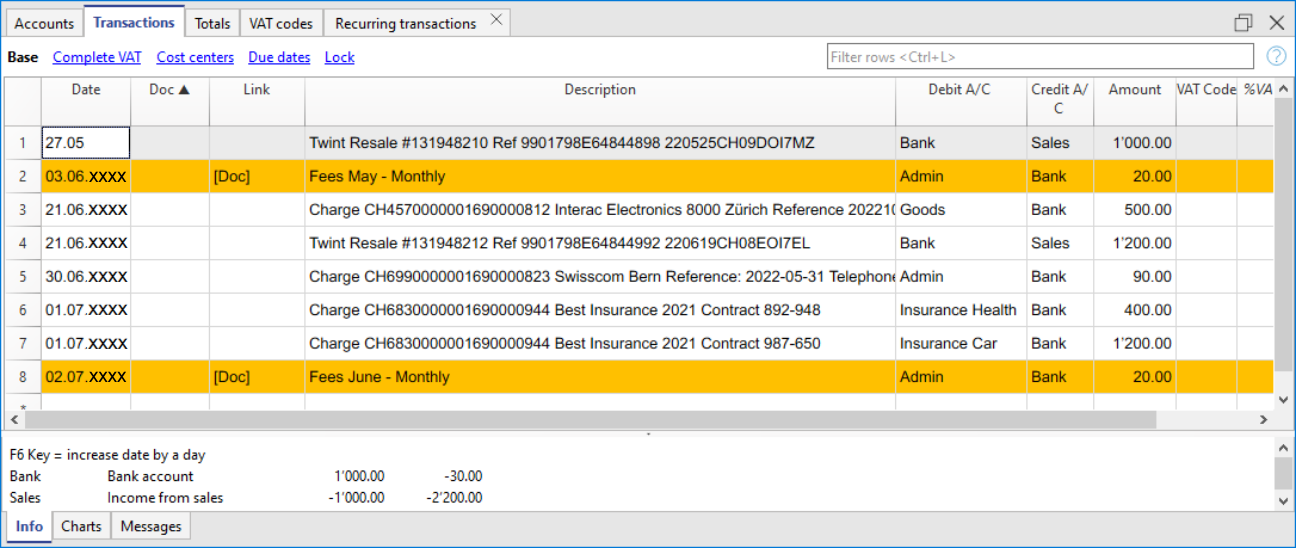 Accounts Transactions Totals VAT codes Recurring transactions
Base Complete VAT Cost centers Due dates Lock Filter rows <Ctrl+L>
Date Doc ▲ Link Description Debit A/C Credit A/ Amount VAT Code %VA
C
1 27.05 Twint Resale #131948210 Ref 9901798E64844898 220525CH09DOI7MZ Bank Sales 1'000.00
2 03.06.XXXX [Doc] Fees May - Monthly Admin Bank 20.00
3 21.06.XXXX Charge CH4570000001690000812 Interac Electronics 8000 Zürich Reference 202210 Goods Bank 500.00
4 21.06.XXXX Twint Resale #131948212 Ref 9901798E64844992 220619CH08EOI7EL Bank Sales 1'200.00
5 30.06.XXXX Charge CH6990000001690000823 Swisscom Bern Reference: 2022-05-31 Telephone Admin Bank 90.00
6 01.07.XXXX Charge CH6830000001690000944 Best Insurance 2021 Contract 892-948 Insurance Health Bank 400.00
7 01.07.XXXX Charge CH6830000001690000944 Best Insurance 2021 Contract 987-650 Insurance Car Bank 1'200.00
8 02.07.XXXX [Doc] Fees June - Monthly Admin Bank 20.00
*
F6 Key = increase date by a day
Bank Bank account 1'000.00 -30.00
Sales Income from sales -1'000.00 -2'200.00
Info Charts Messages